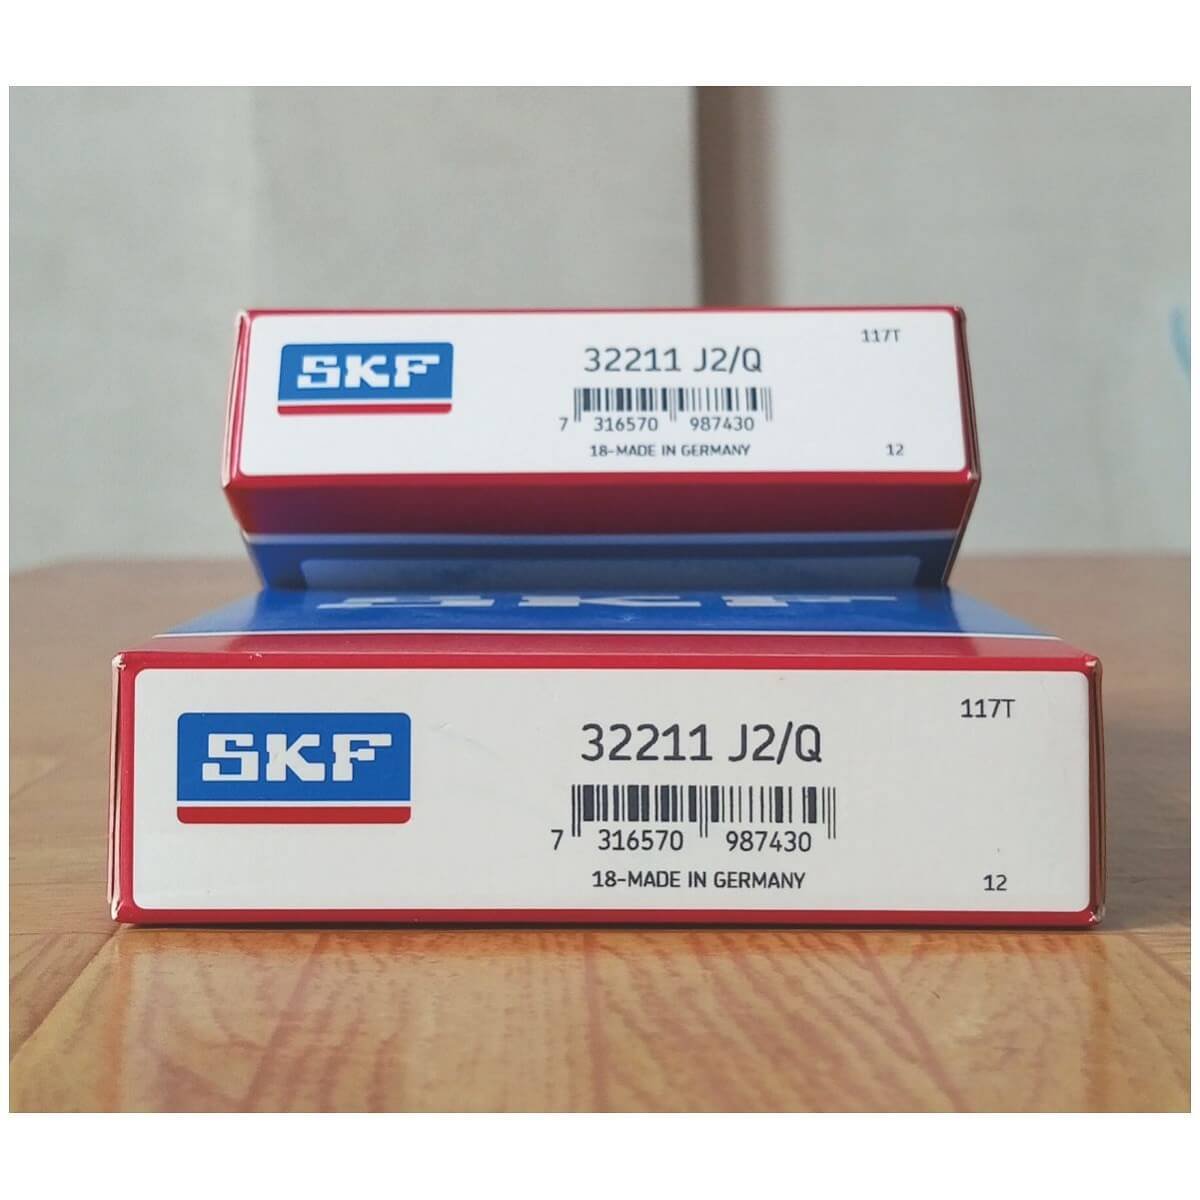 SKF
32211 J2/Q
117T
7 316570 987430
18-MADE IN GERMANY
12
SKF
SKF
32211 J2/Q
117T
7 316570 987430
18-MADE IN GERMANY
12